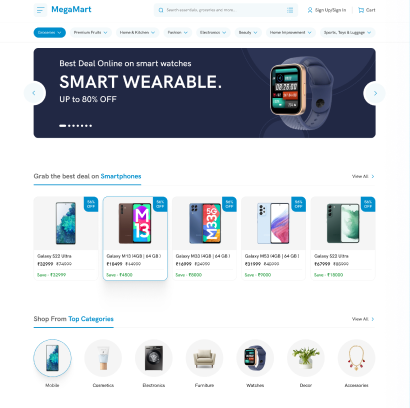 MegaMart
Search essentials, groceries and more...
Sign Up/Sign In
Cart
Groceries
Premium Fruits
Home & Kitchen
Fashion
Electronics
Beauty
Home Improvement
Sports, Toys & Luggage
Best Deal Online on smart watches
SMART WEARABLE.
UP to 80% OFF
Grab the best deal on Smartphones
View All
56% OFF
56% OFF
56% OFF
56% OFF
56% OFF
M 13
5G M33
Galaxy S22 Ultra
₹32999 ₹74999
Save - ₹32999
Galaxy M13 (4GB | 64 GB )
₹10499 ₹14999
Save - ₹4500
Galaxy M33 (4GB | 64 GB )
₹16999 ₹24999
Save - ₹8000
Galaxy M53 (4GB | 64 GB )
₹31999 ₹40999
Save - ₹9000
Galaxy S22 Ultra
₹67999 ₹85999
Save - ₹18000
Shop From Top Categories
View All
Mobile
Cosmetics
Electronics
Furniture
Watches
Decor
Accessories